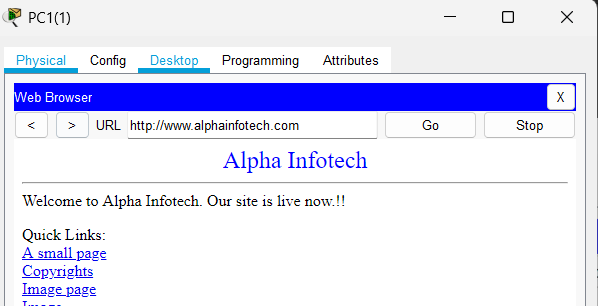 PC1(1)
Physical Config Desktop Programming Attributes
Web Browser X
< > URL http://www.alphainfotech.com Go Stop
Alpha Infotech
Welcome to Alpha Infotech. Our site is live now.!!
Quick Links:
A small page
Copyrights
Image page
Image